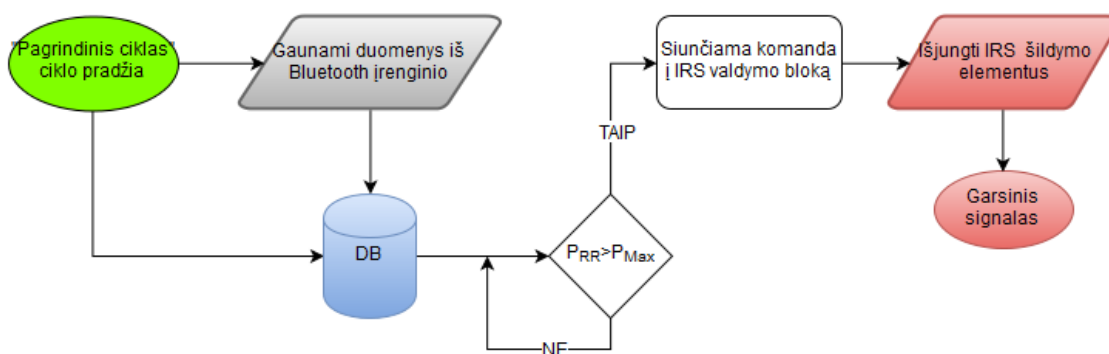 "Pagrindinis ciklas"
ciklo pradžia
Gaunami duomenys iš
Bluetooth įrenginio
Siunčiama komanda
į IRS valdymo bloką
Išjungti IRS šildymo
elementus
TAIP
Garsinis
signalas
DB
PRR>PMax
NE